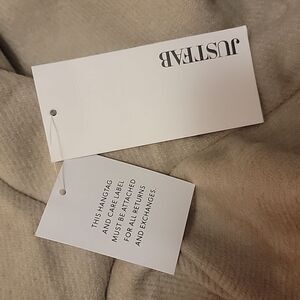 JUSTFAB
THIS HANGTAG
AND CARE LABEL
MUST BE ATTACHED
FOR ALL RETURNS
AND EXCHANGES.